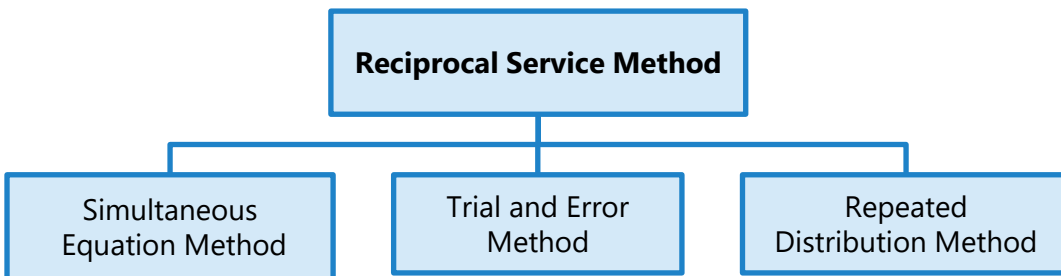 Reciprocal Service Method
Simultaneous
Equation Method
Trial and Error
Method
Repeated
Distribution Method